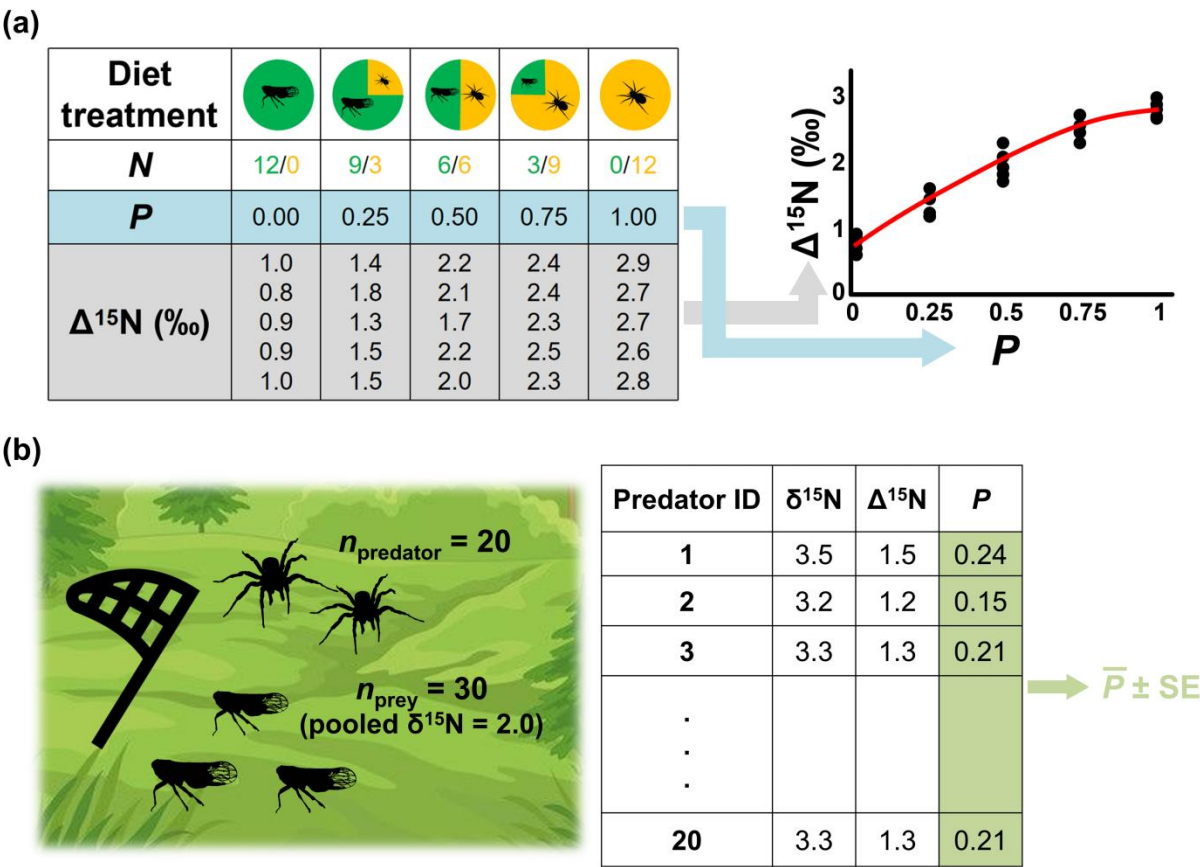 (a)
Diet treatment
N 12/0 9/3 6/6 3/9 0/12
P 0.00 0.25 0.50 0.75 1.00
Δ¹⁵N (‰)
1.0 1.4 2.2 2.4 2.9
0.8 1.8 2.1 2.4 2.7
0.9 1.3 1.7 2.3 2.7
0.9 1.5 2.2 2.5 2.6
1.0 1.5 2.0 2.3 2.8
Δ¹⁵N (‰)
3
2
1
0
0 0.25 0.5 0.75 1
P
(b)
n predator = 20
n prey = 30
(pooled δ¹⁵N = 2.0)
Predator ID δ¹⁵N Δ¹⁵N P
1 3.5 1.5 0.24
2 3.2 1.2 0.15
3 3.3 1.3 0.21
.
.
.
20 3.3 1.3 0.21
P̅ ± SE